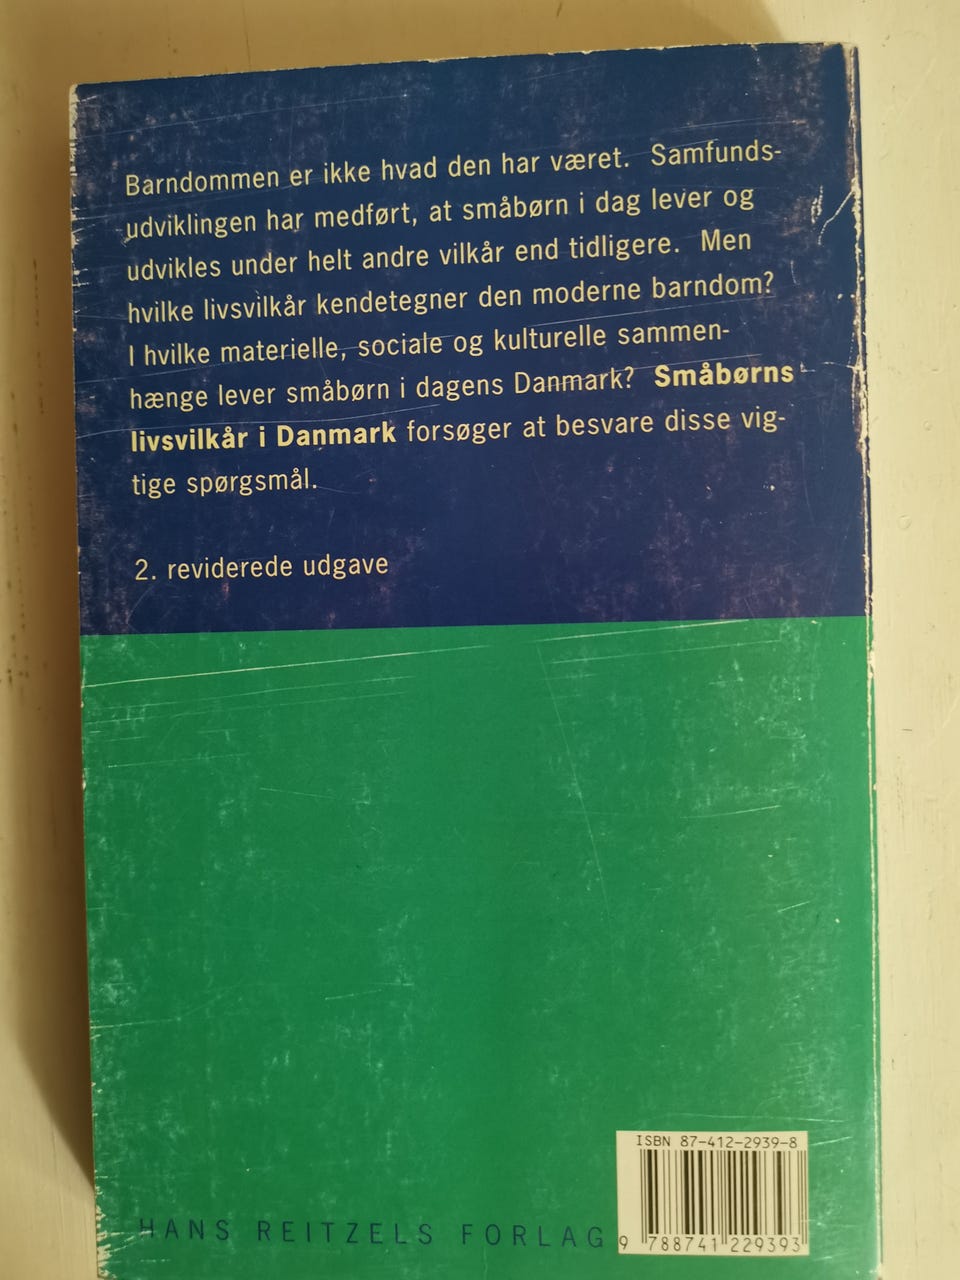 Barndommen er ikke hvad den har været. Samfunds-
udviklingen har medført, at småbørn i dag lever og
udvikles under helt andre vilkår end tidligere. Men
hvilke livsvilkår kendetegner den moderne barndom?
I hvilke materielle, sociale og kulturelle sammen-
hænge lever småbørn i dagens Danmark? Småbørns
livsvilkår i Danmark forsøger at besvare disse vig-
tige spørgsmål.
2. reviderede udgave
ISBN 87-412-2939-8
HANS REITZELS FORLAG
9 788741 229393